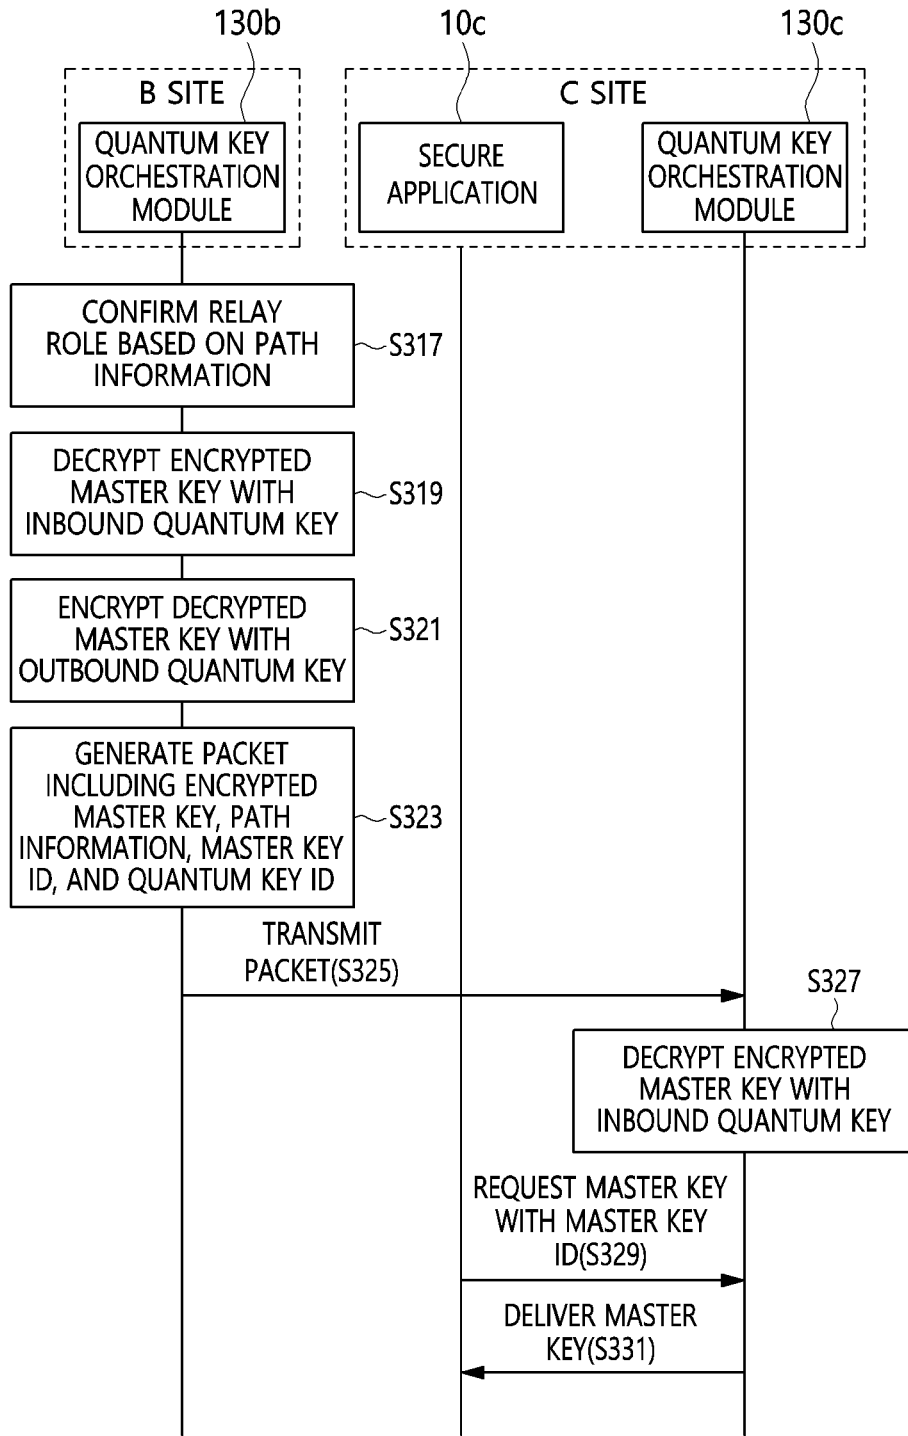 130b
10c
130c
B SITE
C SITE
QUANTUM KEY
ORCHESTRATION
MODULE
SECURE
APPLICATION
QUANTUM KEY
ORCHESTRATION
MODULE
CONFIRM RELAY
ROLE BASED ON PATH
INFORMATION
S317
DECRYPT ENCRYPTED
MASTER KEY WITH
INBOUND QUANTUM KEY
S319
ENCRYPT DECRYPTED
MASTER KEY WITH
OUTBOUND QUANTUM KEY
S321
GENERATE PACKET
INCLUDING ENCRYPTED
MASTER KEY, PATH
INFORMATION, MASTER KEY
ID, AND QUANTUM KEY ID
S323
TRANSMIT
PACKET(S325)
S327
DECRYPT ENCRYPTED
MASTER KEY WITH
INBOUND QUANTUM KEY
REQUEST MASTER KEY
WITH MASTER KEY
ID(S329)
DELIVER MASTER
KEY(S331)